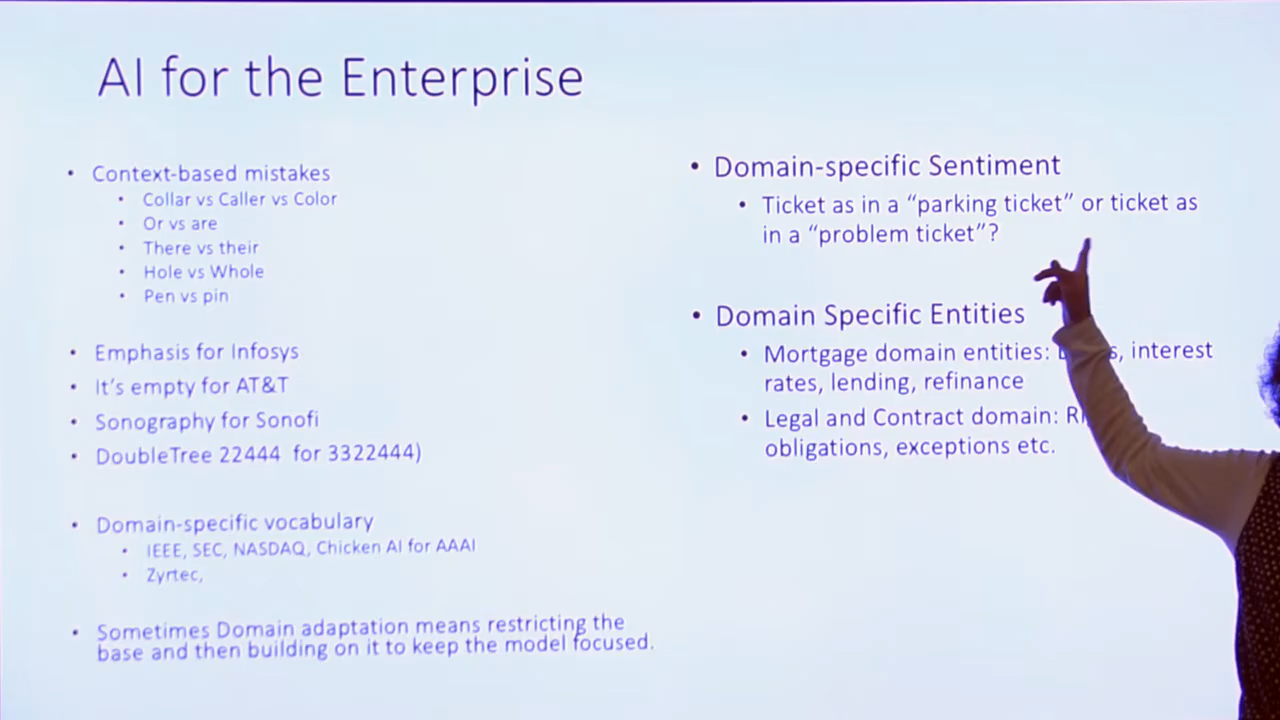 AI for the Enterprise
• Context-based mistakes
• Collar vs Caller vs Color
• Or vs are
• There vs their
• Hole vs Whole
• Pen vs pin
• Emphasis for Infosys
• It's empty for AT&T
• Sonography for Sonofi
• DoubleTree 22444 for 3322444)
• Domain-specific vocabulary
• IEEE, SEC, NASDAQ, Chicken AI for AAAI
• Zyrtec,
• Sometimes Domain adaptation means restricting the
base and then building on it to keep the model focused.
• Domain-specific Sentiment
• Ticket as in a “parking ticket” or ticket as
in a “problem ticket”?
• Domain Specific Entities
• Mortgage domain entities: , interest
rates, lending, refinance
• Legal and Contract domain:
obligations, exceptions etc.